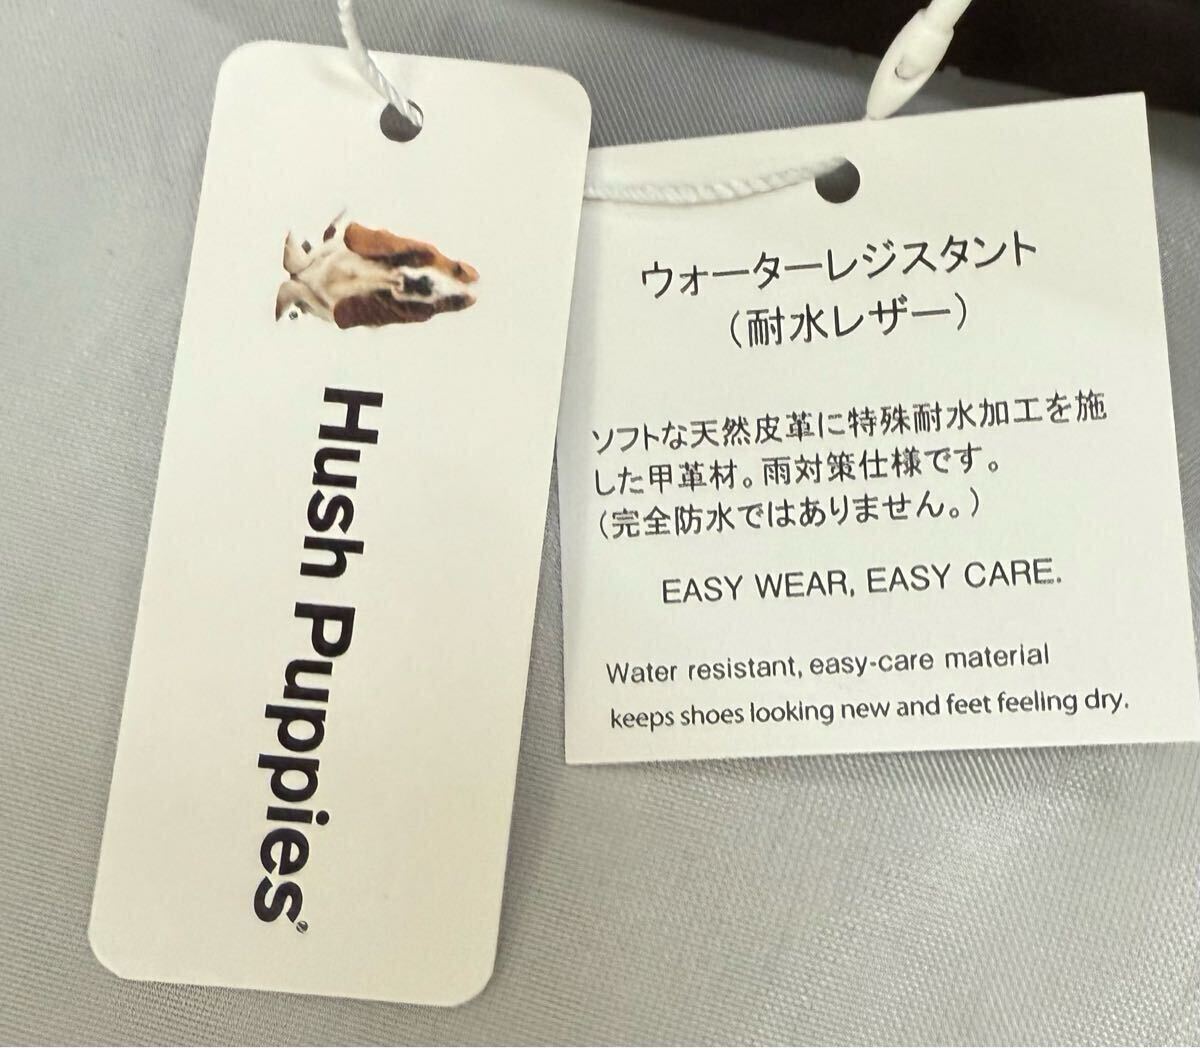 Hush Puppies®
ウォーターレジスタント
（耐水レザー）
ソフトな天然皮革に特殊耐水加工を施
した甲革材。雨対策仕様です。
（完全防水ではありません。）
EASY WEAR, EASY CARE.
Water resistant, easy-care material
keeps shoes looking new and feet feeling dry.